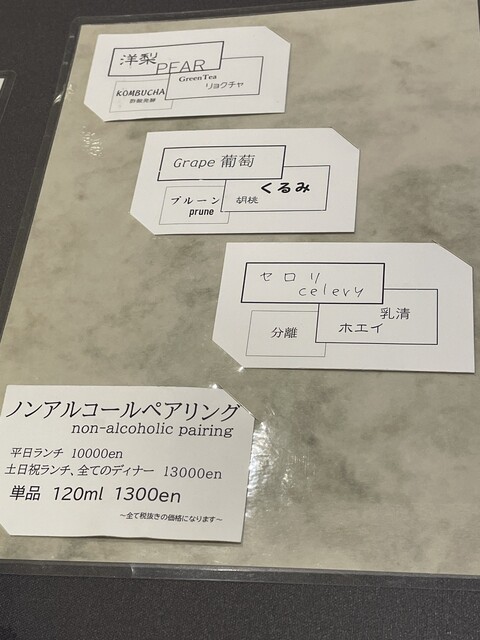 洋梨
PEAR
Green Tea
リョクチャ
KOMBUCHA
酢酸発酵
Grape 葡萄
くるみ
胡桃
プルーン
prune
セロリ
celery
乳清
ホエイ
分離
ノンアルコールペアリング
non-alcoholic pairing
平日ランチ 10000en
土日祝ランチ、全てのディナー 13000en
単品 120ml 1300en
〜全て税抜きの価格になります〜